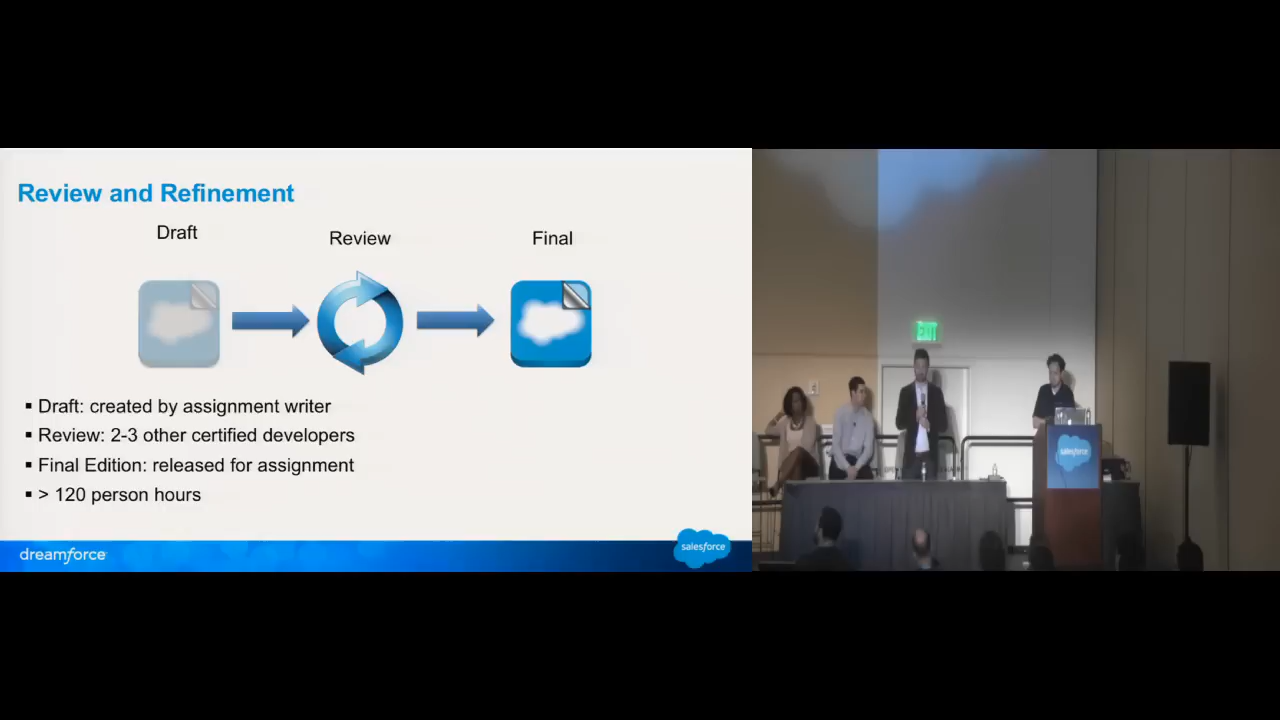 Review and Refinement
Draft
Review
Final
▪ Draft: created by assignment writer
▪ Review: 2-3 other certified developers
▪ Final Edition: released for assignment
▪ > 120 person hours
dreamforce
salesforce
EXIT
salesforce